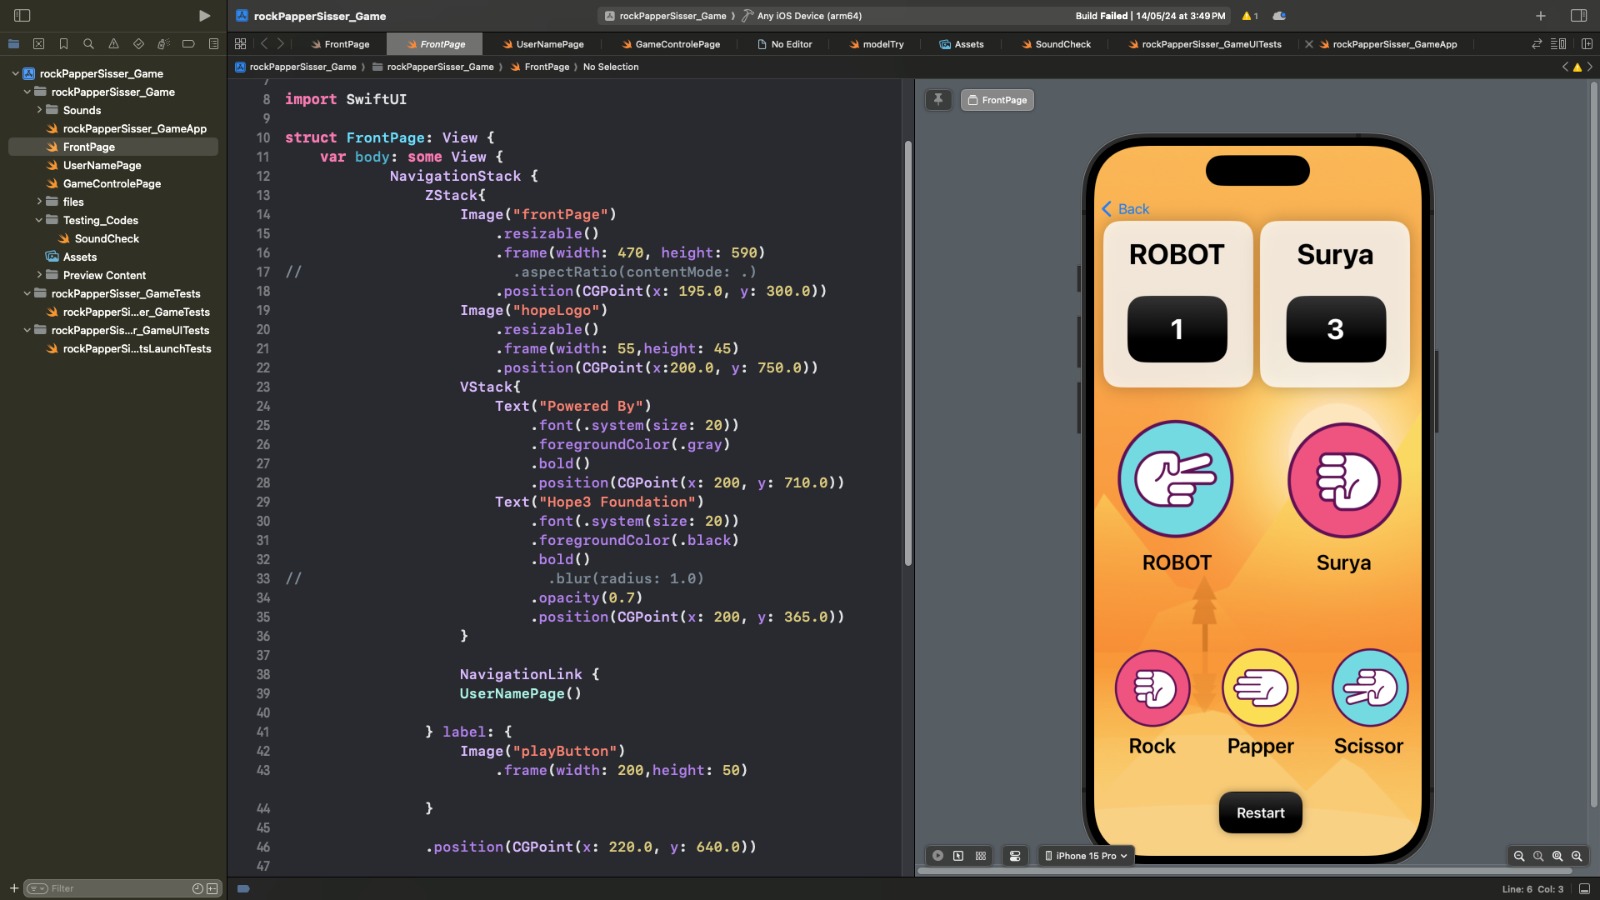 rockPapperSisser_Game
rockPapperSisser_Game
Any iOS Device (arm64)
Build Failed | 14/05/24 at 3:49 PM
1
FrontPage
FrontPage
UserNamePage
GameControlePage
No Editor
modelTry
Assets
SoundCheck
rockPapperSisser_GameUITests
rockPapperSisser_GameApp
rockPapperSisser_Game
rockPapperSisser_Game
FrontPage
No Selection
rockPapperSisser_Game
rockPapperSisser_Game
Sounds
rockPapperSisser_GameApp
FrontPage
UserNamePage
GameControlePage
files
Testing_Codes
SoundCheck
Assets
Preview Content
rockPapperSisser_GameTests
rockPapperSi...er_GameTests
rockPapperSis...r_GameUITests
rockPapperSi...tsLaunchTests
Filter
7
8 import SwiftUI
9
10 struct FrontPage: View {
11 var body: some View {
12 NavigationStack {
13 ZStack{
14 Image("frontPage")
15 .resizable()
16 .frame(width: 470, height: 590)
17 // .aspectRatio(contentMode: .)
18 .position(CGPoint(x: 195.0, y: 300.0))
19 Image("hopeLogo")
20 .resizable()
21 .frame(width: 55,height: 45)
22 .position(CGPoint(x:200.0, y: 750.0))
23 VStack{
24 Text("Powered By")
25 .font(.system(size: 20))
26 .foregroundColor(.gray)
27 .bold()
28 .position(CGPoint(x: 200, y: 710.0))
29 Text("Hope3 Foundation")
30 .font(.system(size: 20))
31 .foregroundColor(.black)
32 .bold()
33 // .blur(radius: 1.0)
34 .opacity(0.7)
35 .position(CGPoint(x: 200, y: 365.0))
36 }
37
38 NavigationLink {
39 UserNamePage()
40
41 } label: {
42 Image("playButton")
43 .frame(width: 200,height: 50)
44 }
45
46 .position(CGPoint(x: 220.0, y: 640.0))
47
FrontPage
Back
ROBOT
Surya
1
3
ROBOT
Surya
Rock
Papper
Scissor
Restart
iPhone 15 Pro
Line: 6 Col: 3